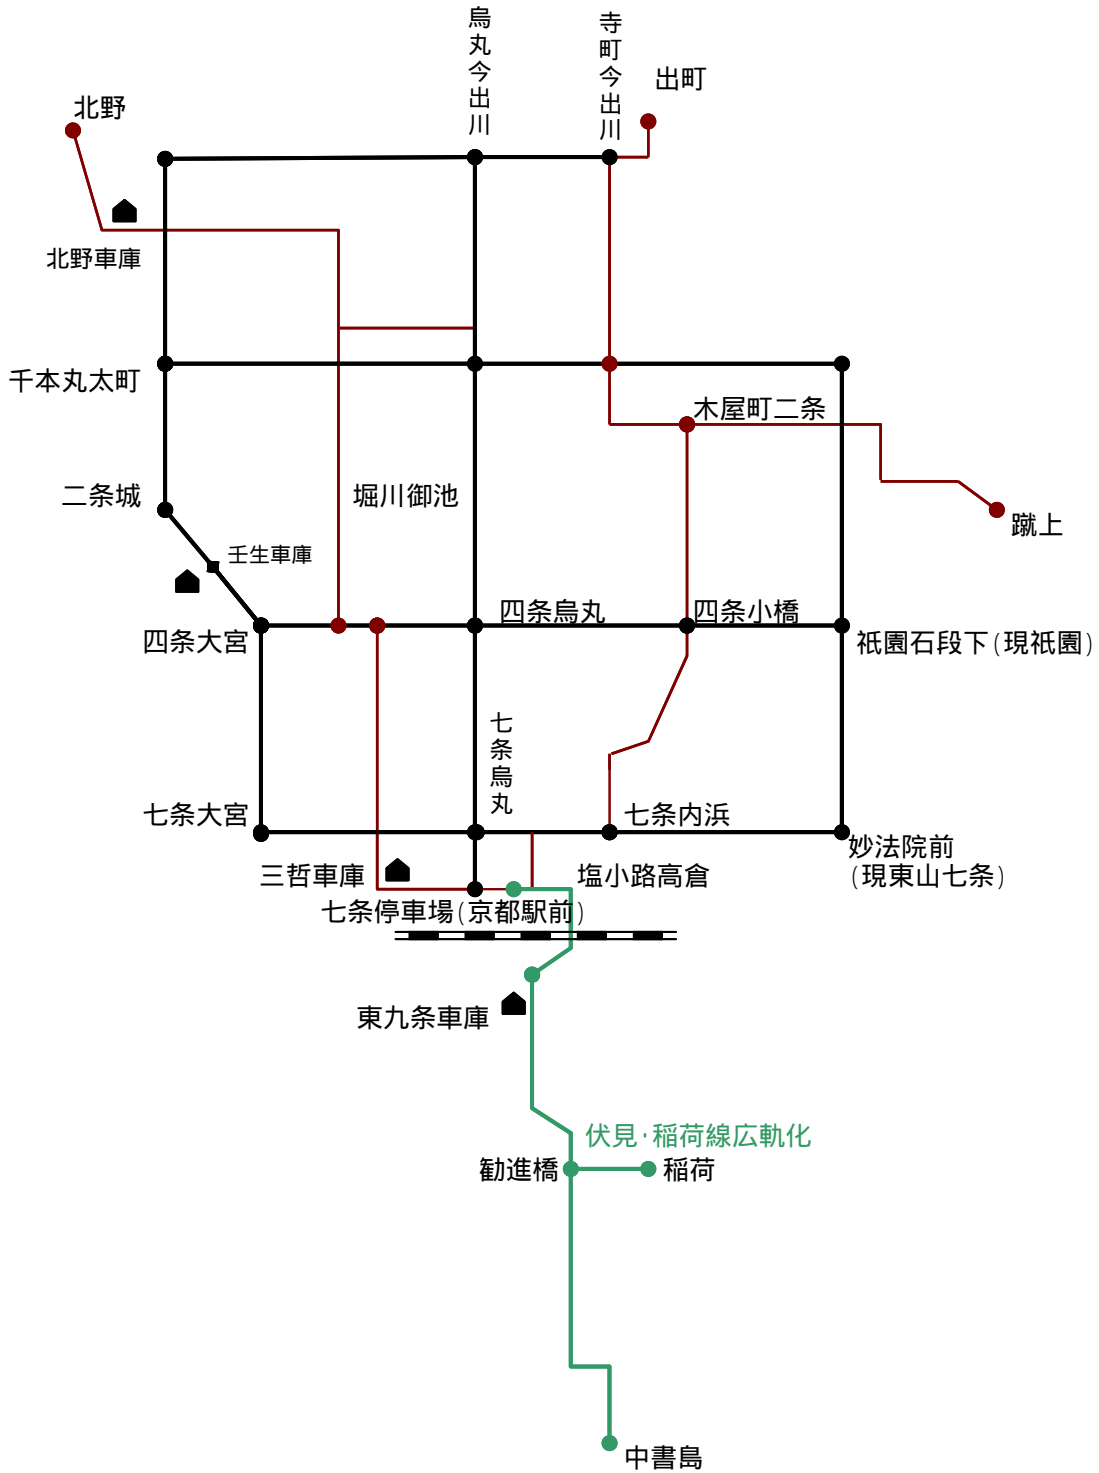 烏丸今出川
寺町今出川
出町
北野
北野車庫
千本丸太町
木屋町二条
二条城
堀川御池
蹴上
壬生車庫
四条烏丸
四条小橋
四条大宮
祇園石段下(現祇園)
七条烏丸
七条大宮
七条内浜
妙法院前
(現東山七条)
三哲車庫
塩小路高倉
七条停車場(京都駅前)
東九条車庫
伏見・稲荷線広軌化
勧進橋
稲荷
中書島